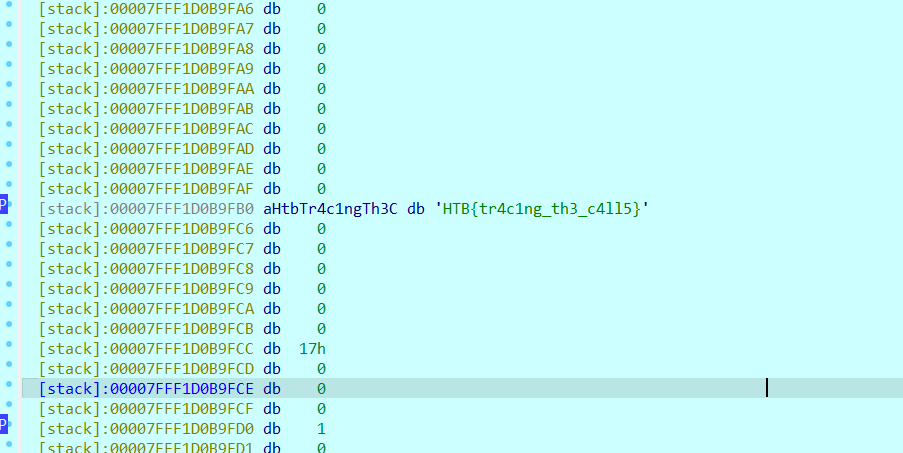 [stack]:00007FFF1D0B9FA6 db 0
[stack]:00007FFF1D0B9FA7 db 0
[stack]:00007FFF1D0B9FA8 db 0
[stack]:00007FFF1D0B9FA9 db 0
[stack]:00007FFF1D0B9FAA db 0
[stack]:00007FFF1D0B9FAB db 0
[stack]:00007FFF1D0B9FAC db 0
[stack]:00007FFF1D0B9FAD db 0
[stack]:00007FFF1D0B9FAE db 0
[stack]:00007FFF1D0B9FAF db 0
P [stack]:00007FFF1D0B9FB0 aHtbTr4c1ngTh3C db 'HTB{tr4c1ng_th3_c4ll5}'
[stack]:00007FFF1D0B9FC6 db 0
[stack]:00007FFF1D0B9FC7 db 0
[stack]:00007FFF1D0B9FC8 db 0
[stack]:00007FFF1D0B9FC9 db 0
[stack]:00007FFF1D0B9FCA db 0
[stack]:00007FFF1D0B9FCB db 0
[stack]:00007FFF1D0B9FCC db 17h
[stack]:00007FFF1D0B9FCD db 0
[stack]:00007FFF1D0B9FCE db 0
[stack]:00007FFF1D0B9FCF db 0
P [stack]:00007FFF1D0B9FD0 db 1
[stack]:00007FFF1D0B9FD1 db 0